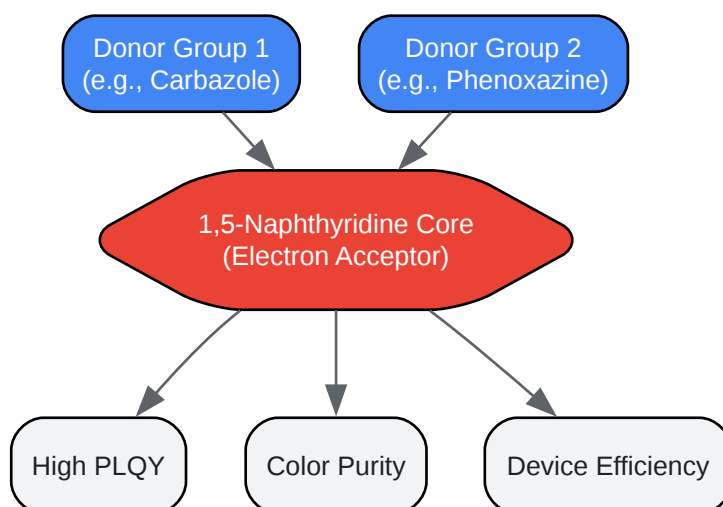 Donor Group 1
(e.g., Carbazole)
Donor Group 2
(e.g., Phenoxazine)
1,5-Naphthyridine Core
(Electron Acceptor)
High PLQY
Color Purity
Device Efficiency